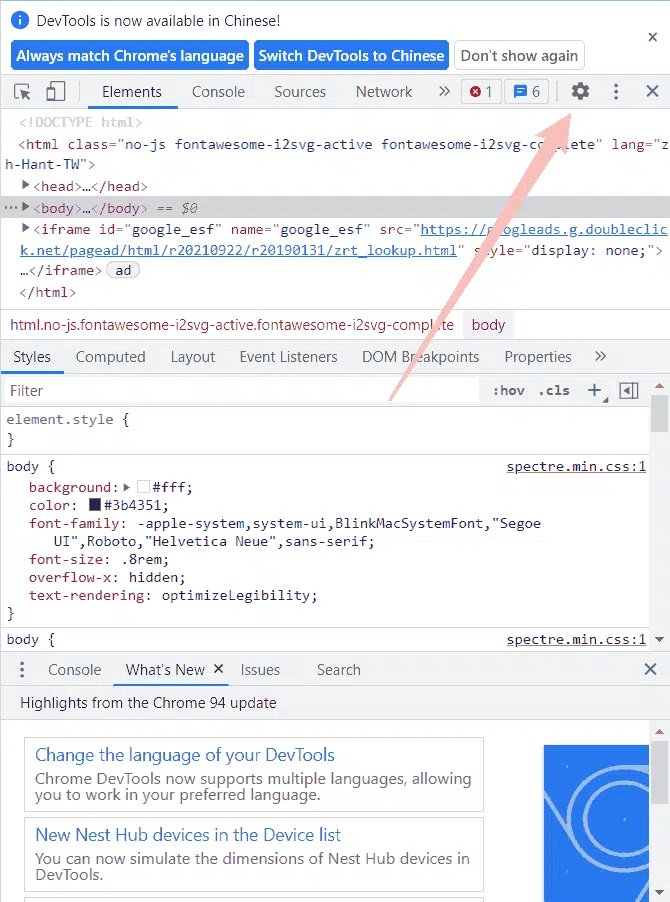 DevTools is now available in Chinese!
Always match Chrome's language Switch DevTools to Chinese Don't show again
Elements Console Sources Network » 1 6
<!DOCTYPE html>
<html class="no-js fontawesome-i2svg-active fontawesome-i2svg-complete" lang="z
h-Hant-TW">
<head>…</head>
<body>…</body> == $0
<iframe id="google_esf" name="google_esf" src="https://googleads.g.doubleclic
k.net/pagead/html/r20210922/r20190131/zrt_lookup.html" style="display: none;">
…</iframe> ad
</html>
html.no-js.fontawesome-i2svg-active.fontawesome-i2svg-complete body
Styles Computed Layout Event Listeners DOM Breakpoints Properties »
Filter :hov .cls +
element.style {
}
body { spectre.min.css:1
background: #fff;
color: #3b4351;
font-family: -apple-system,system-ui,BlinkMacSystemFont,"Segoe
UI",Roboto,"Helvetica Neue",sans-serif;
font-size: .8rem;
overflow-x: hidden;
text-rendering: optimizeLegibility;
}
body { spectre.min.css:1
Console What's New Issues Search
Highlights from the Chrome 94 update
Change the language of your DevTools
Chrome DevTools now supports multiple languages, allowing
you to work in your preferred language.
New Nest Hub devices in the Device list
You can now simulate the dimensions of Nest Hub devices in
DevTools.